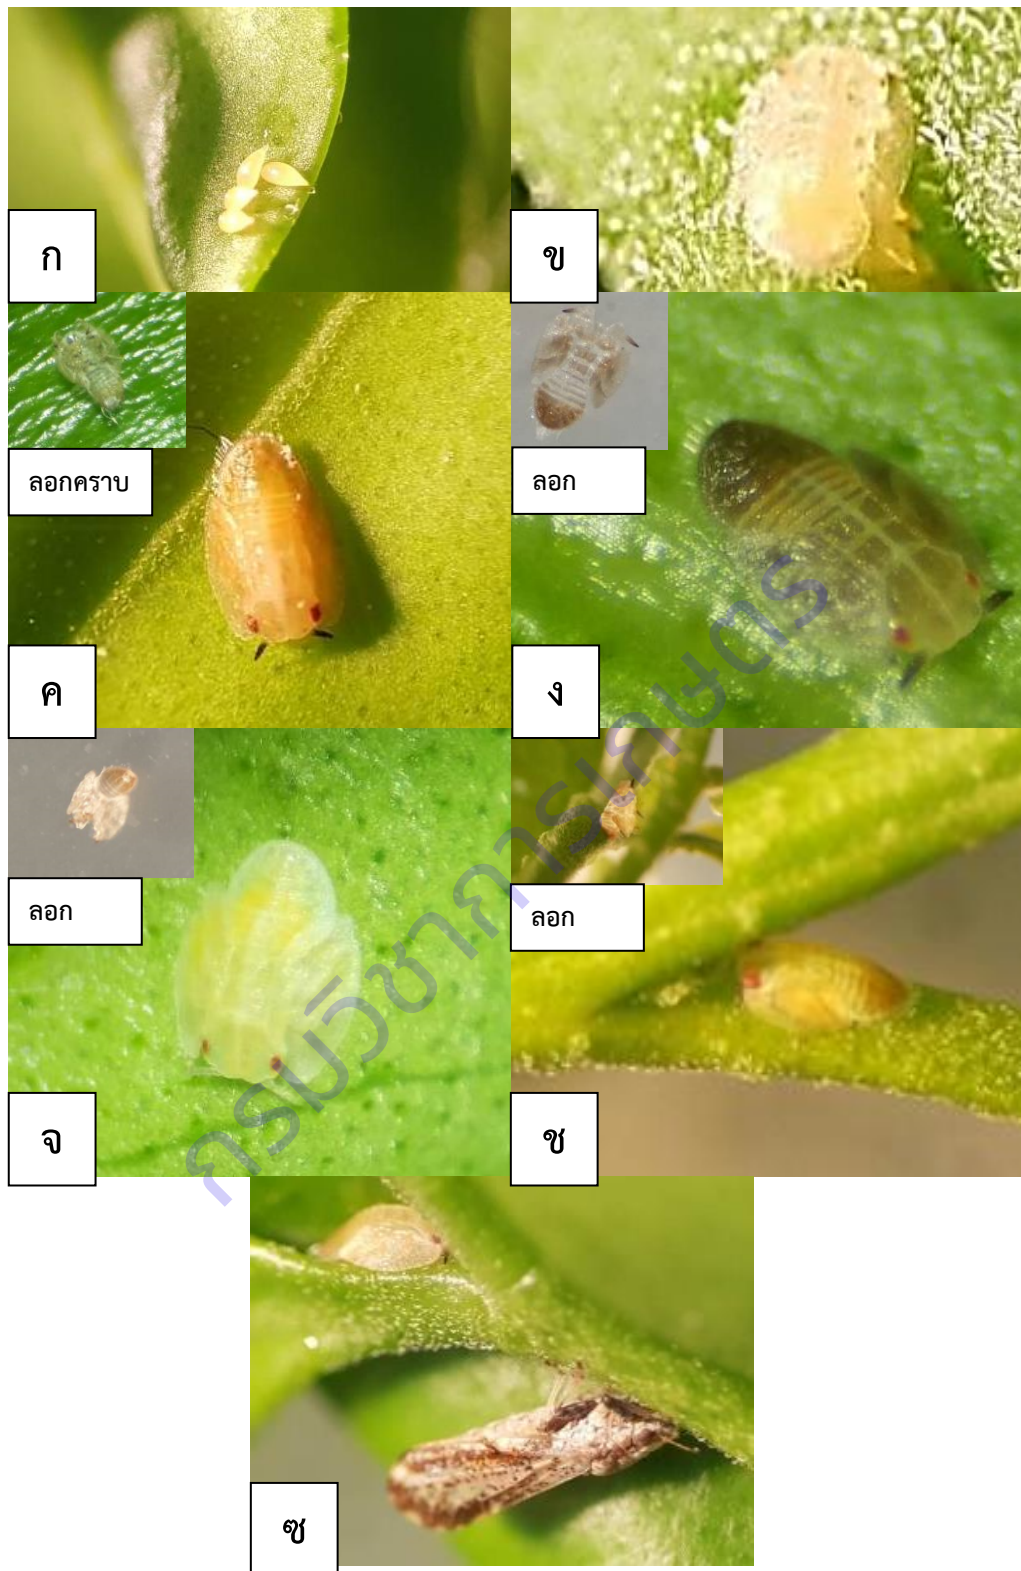 ก
ข
ลอกคราบ
ลอก
ค
ง
ลอก
ลอก
จ
ช
ซ
กรมวิชาการเกษตร